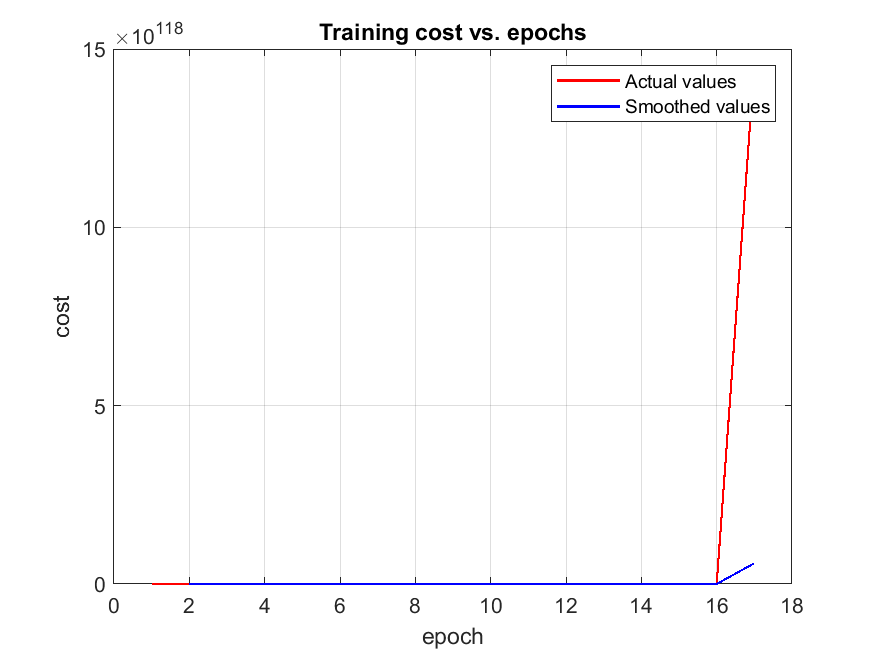 Training cost vs. epochs
×10^118
Actual values
Smoothed values
15
10
5
0
cost
0 2 4 6 8 10 12 14 16 18
epoch